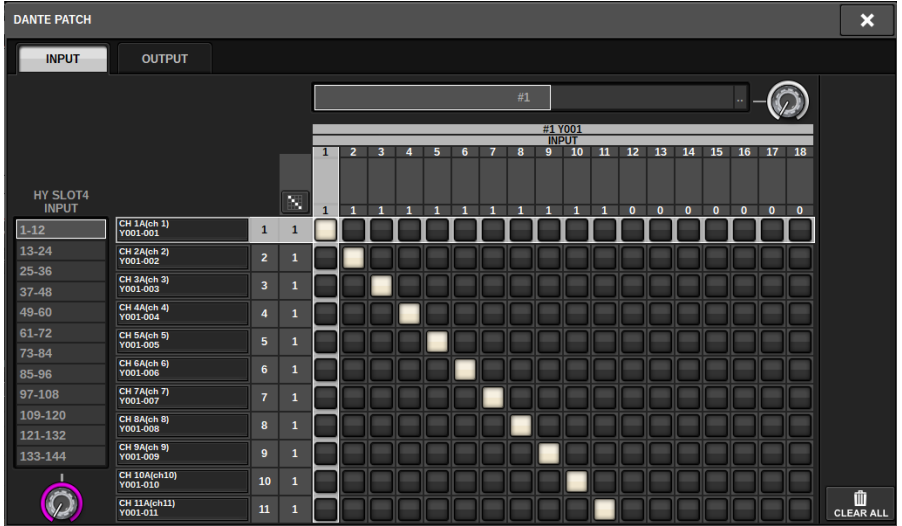 DANTE PATCH
INPUT OUTPUT
#1 ..
#1 Y001
INPUT
1 2 3 4 5 6 7 8 9 10 11 12 13 14 15 16 17 18
1 1 1 1 1 1 1 1 1 1 1 0 0 0 0 0 0 0
HY SLOT4
INPUT
1-12
13-24
25-36
37-48
49-60
61-72
73-84
85-96
97-108
109-120
121-132
133-144
CH 1A(ch 1)
Y001-001
1 1
CH 2A(ch 2)
Y001-002
2 1
CH 3A(ch 3)
Y001-003
3 1
CH 4A(ch 4)
Y001-004
4 1
CH 5A(ch 5)
Y001-005
5 1
CH 6A(ch 6)
Y001-006
6 1
CH 7A(ch 7)
Y001-007
7 1
CH 8A(ch 8)
Y001-008
8 1
CH 9A(ch 9)
Y001-009
9 1
CH 10A(ch10)
Y001-010
10 1
CH 11A(ch11)
Y001-011
11 1
CLEAR ALL